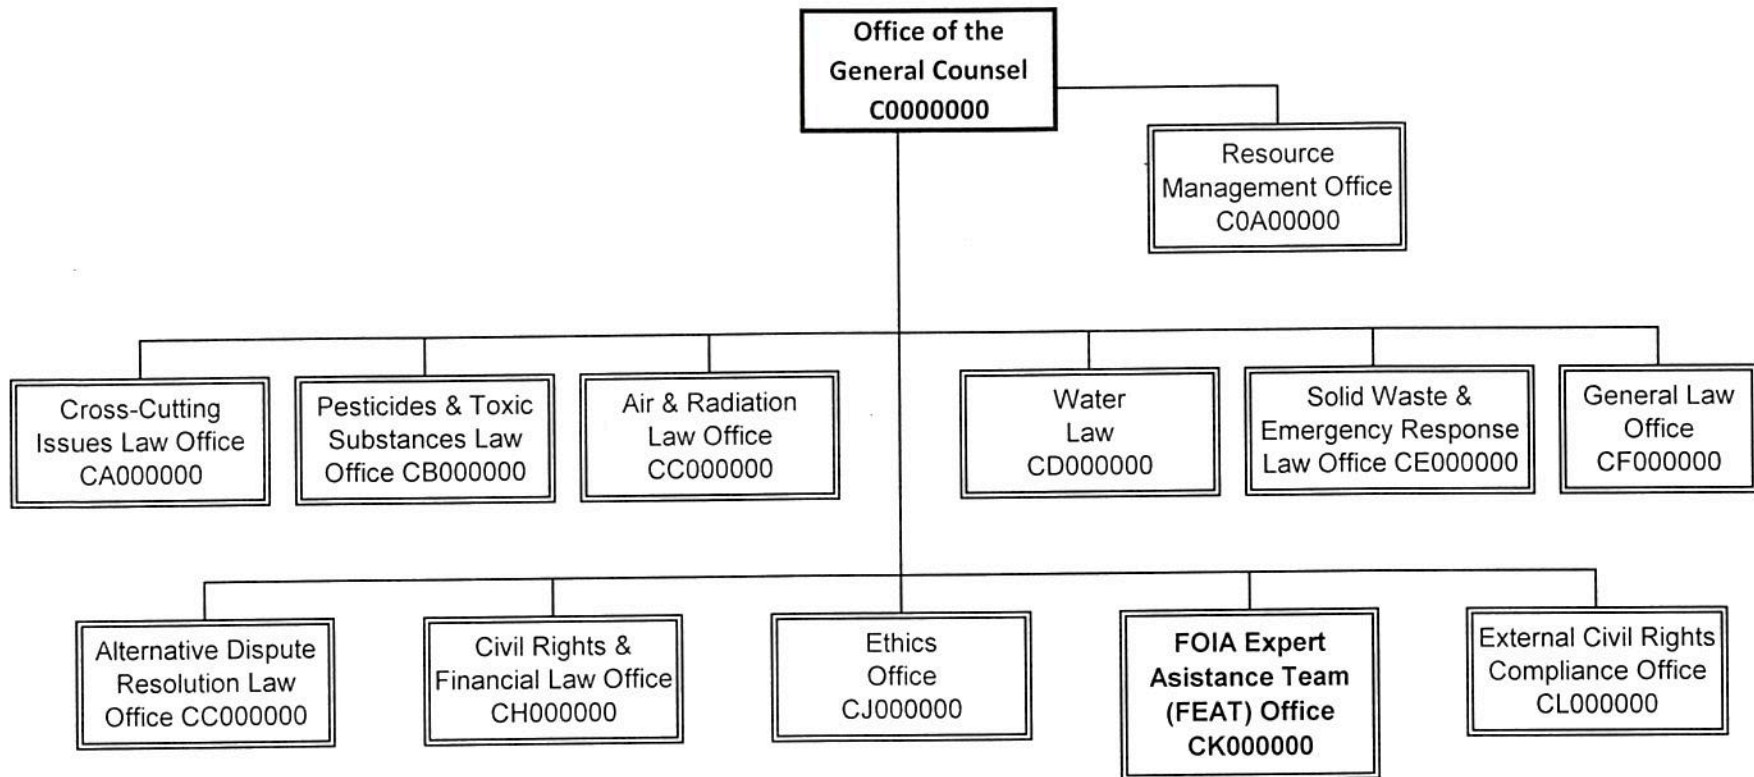 Office of the
General Counsel
C0000000
Resource
Management Office
C0A00000
Cross-Cutting
Issues Law Office
CA000000
Pesticides & Toxic
Substances Law
Office CB000000
Air & Radiation
Law Office
CC000000
Water
Law
CD000000
Solid Waste &
Emergency Response
Law Office CE000000
General Law
Office
CF000000
Alternative Dispute
Resolution Law
Office CC000000
Civil Rights &
Financial Law Office
CH000000
Ethics
Office
CJ000000
FOIA Expert
Asistance Team
(FEAT) Office
CK000000
External Civil Rights
Compliance Office
CL000000